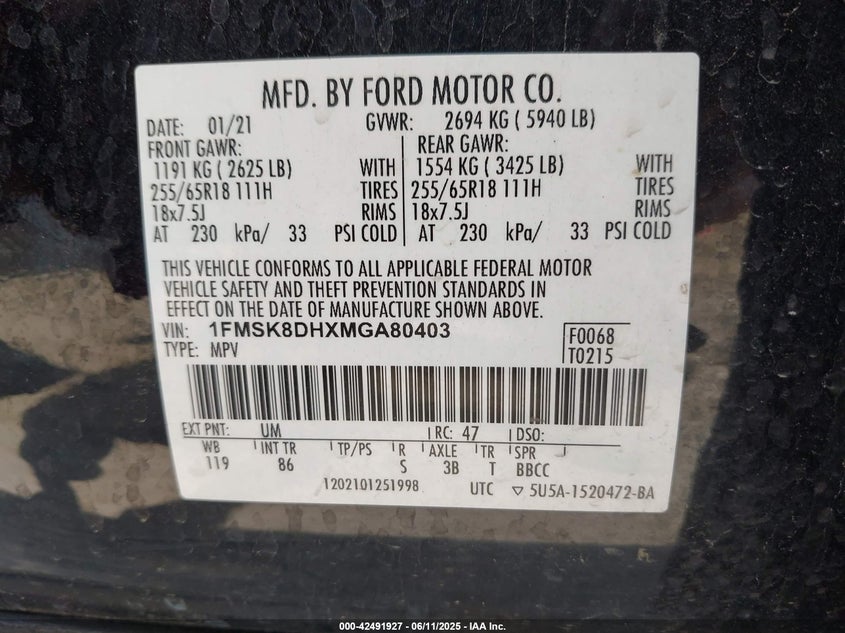 MFD. BY FORD MOTOR CO.
DATE: 01/21 GVWR: 2694 KG ( 5940 LB)
FRONT GAWR: REAR GAWR:
1191 KG ( 2625 LB) WITH 1554 KG ( 3425 LB) WITH
255/65R18 111H TIRES 255/65R18 111H TIRES
18x7.5J RIMS 18x7.5J RIMS
AT 230 kPa/ 33 PSI COLD AT 230 kPa/ 33 PSI COLD
THIS VEHICLE CONFORMS TO ALL APPLICABLE FEDERAL MOTOR
VEHICLE SAFETY AND THEFT PREVENTION STANDARDS IN
EFFECT ON THE DATE OF MANUFACTURE SHOWN ABOVE.
VIN: 1FMSK8DHXMGA80403 F0068
TYPE: MPV T0215
EXT PNT: UM RC: 47 DSO:
WB INT TR TP/PS R AXLE TR SPR
119 86 S 3B T BBCC
1202101251998 UTC ▽ 5U5A-1520472-BA
000-42491927 - 06/11/2025 - IAA Inc.